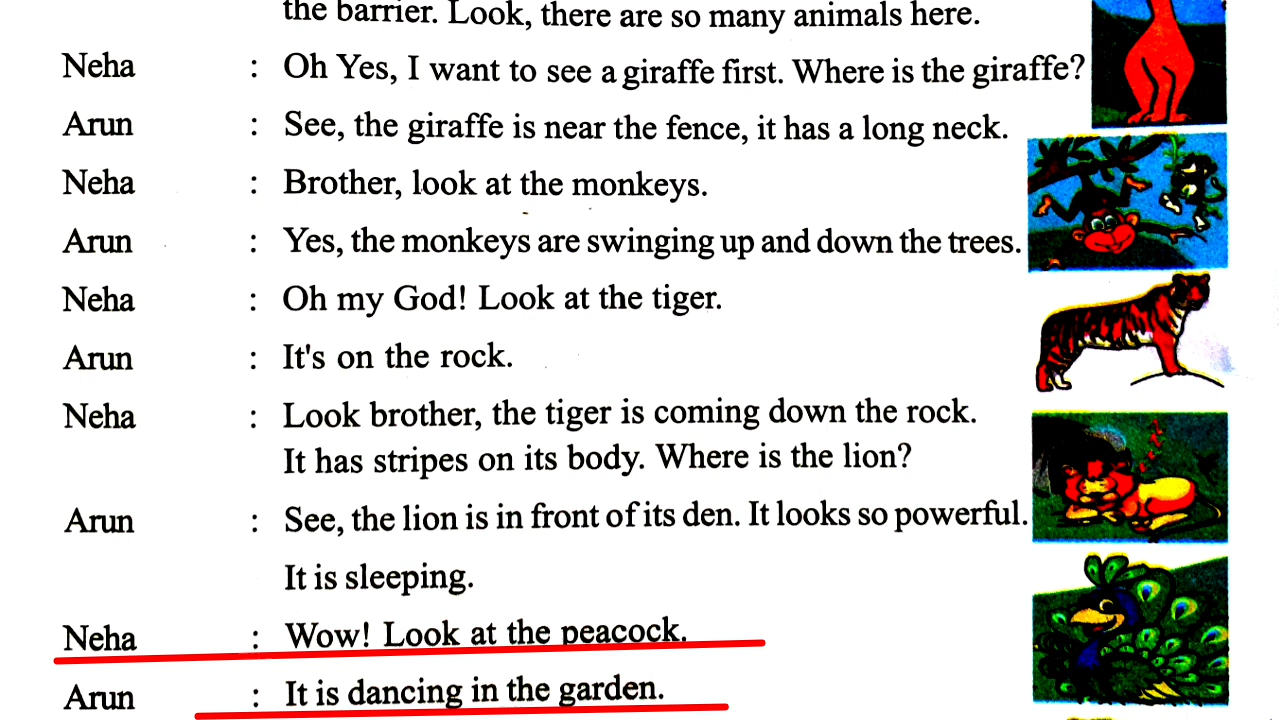 the barrier. Look, there are so many animals here.
Neha : Oh Yes, I want to see a giraffe first. Where is the giraffe?
Arun : See, the giraffe is near the fence, it has a long neck.
Neha : Brother, look at the monkeys.
Arun : Yes, the monkeys are swinging up and down the trees.
Neha : Oh my God! Look at the tiger.
Arun : It's on the rock.
Neha : Look brother, the tiger is coming down the rock.
It has stripes on its body. Where is the lion?
Arun : See, the lion is in front of its den. It looks so powerful.
It is sleeping.
Neha : Wow! Look at the peacock.
Arun : It is dancing in the garden.